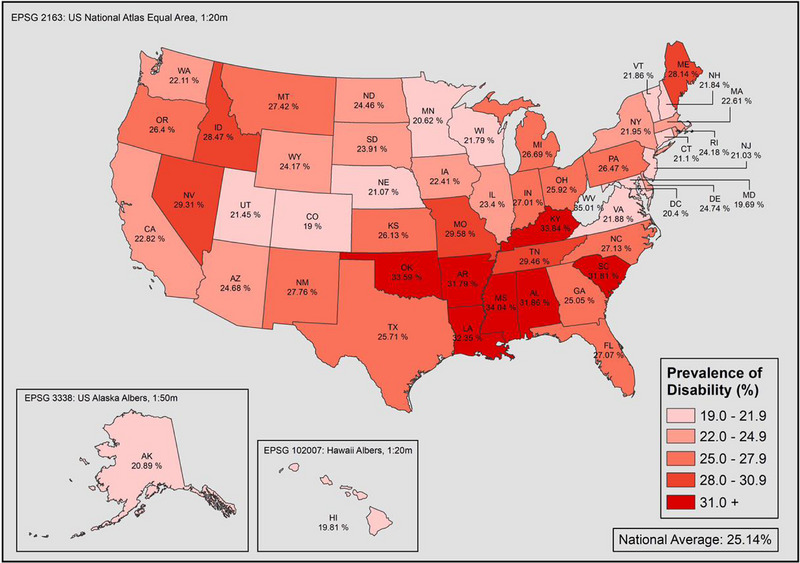 EPSG 2163: US National Atlas Equal Area, 1:20m
WA
22.11 %
OR
26.4 %
CA
22.82 %
ID
28.47 %
NV
29.31 %
MT
27.42 %
WY
24.17 %
UT
21.45 %
CO
19 %
AZ
24.68 %
NM
27.76 %
ND
24.46 %
SD
23.91 %
NE
21.07 %
KS
26.13 %
OK
33.59 %
TX
25.71 %
MN
20.62 %
IA
22.41 %
MO
29.58 %
AR
31.78 %
LA
32.35 %
WI
21.79 %
IL
23.4 %
MI
26.69 %
IN
27.01 %
OH
25.92 %
KY
33.64 %
TN
29.46 %
MS
34.04 %
AL
31.86 %
GA
25.05 %
FL
27.07 %
SC
31.81 %
NC
27.13 %
VA
21.88 %
WV
35.01 %
PA
26.47 %
NY
21.95 %
VT
21.86 %
ME
28.14 %
NH
21.84 %
MA
22.61 %
RI
24.18 %
CT
21.1 %
NJ
21.03 %
DE
24.74 %
MD
19.69 %
DC
20.4 %
EPSG 3338: US Alaska Albers, 1:50m
AK
20.89 %
EPSG 102007: Hawaii Albers, 1:20m
HI
19.81 %
Prevalence of
Disability (%)
19.0 - 21.9
22.0 - 24.9
25.0 - 27.9
28.0 - 30.9
31.0 +
National Average: 25.14%